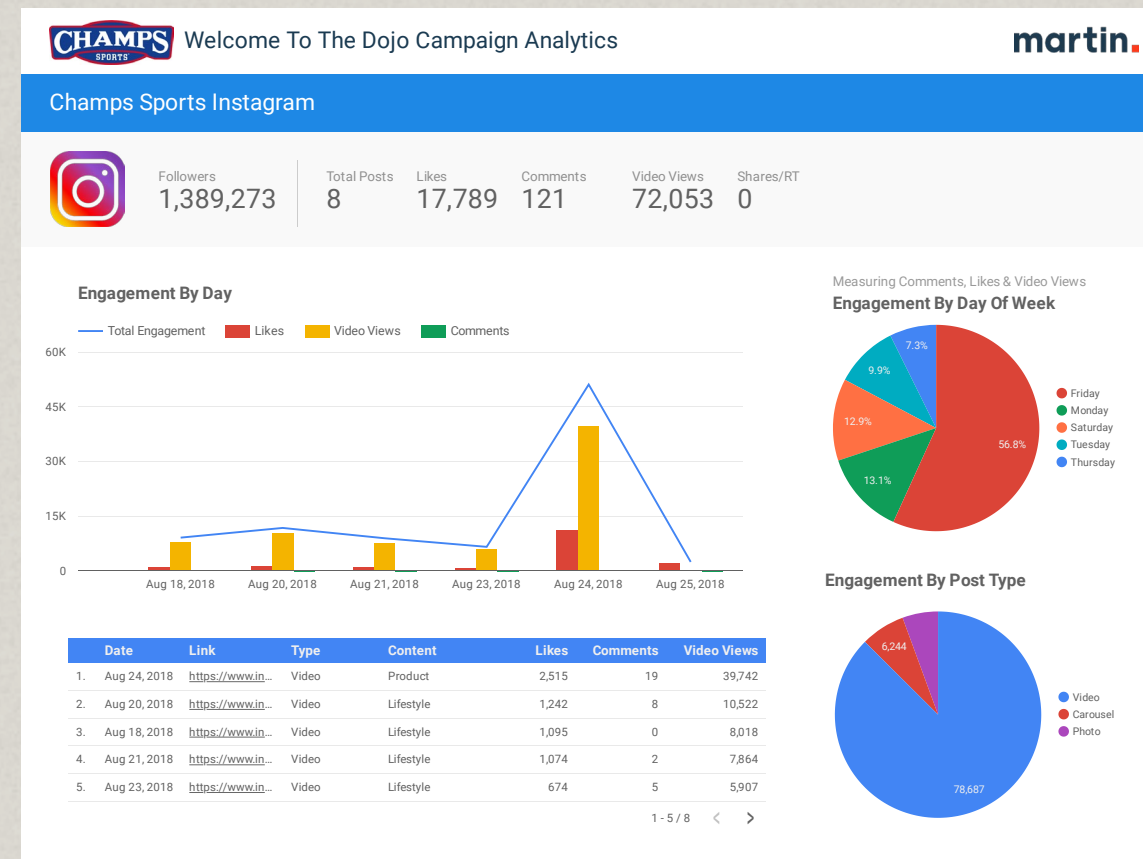 CHAMPS
SPORTS
Welcome To The Dojo Campaign Analytics
martin.
Champs Sports Instagram
Followers
1,389,273
Total Posts
8
Likes
17,789
Comments
121
Video Views
72,053
Shares/RT
0
Engagement By Day
Total Engagement Likes Video Views Comments
60K
45K
30K
15K
0
Aug 18, 2018 Aug 20, 2018 Aug 21, 2018 Aug 23, 2018 Aug 24, 2018 Aug 25, 2018
Measuring Comments, Likes & Video Views
Engagement By Day Of Week
7.3%
9.9%
12.9%
13.1%
56.8%
Friday
Monday
Saturday
Tuesday
Thursday
Date Link Type Content Likes Comments Video Views
1. Aug 24, 2018 https://www.in... Video Product 2,515 19 39,742
2. Aug 20, 2018 https://www.in... Video Lifestyle 1,242 8 10,522
3. Aug 18, 2018 https://www.in... Video Lifestyle 1,095 0 8,018
4. Aug 21, 2018 https://www.in... Video Lifestyle 1,074 2 7,864
5. Aug 23, 2018 https://www.in... Video Lifestyle 674 5 5,907
1 - 5 / 8 < >
Engagement By Post Type
6,244
78,687
Video
Carousel
Photo